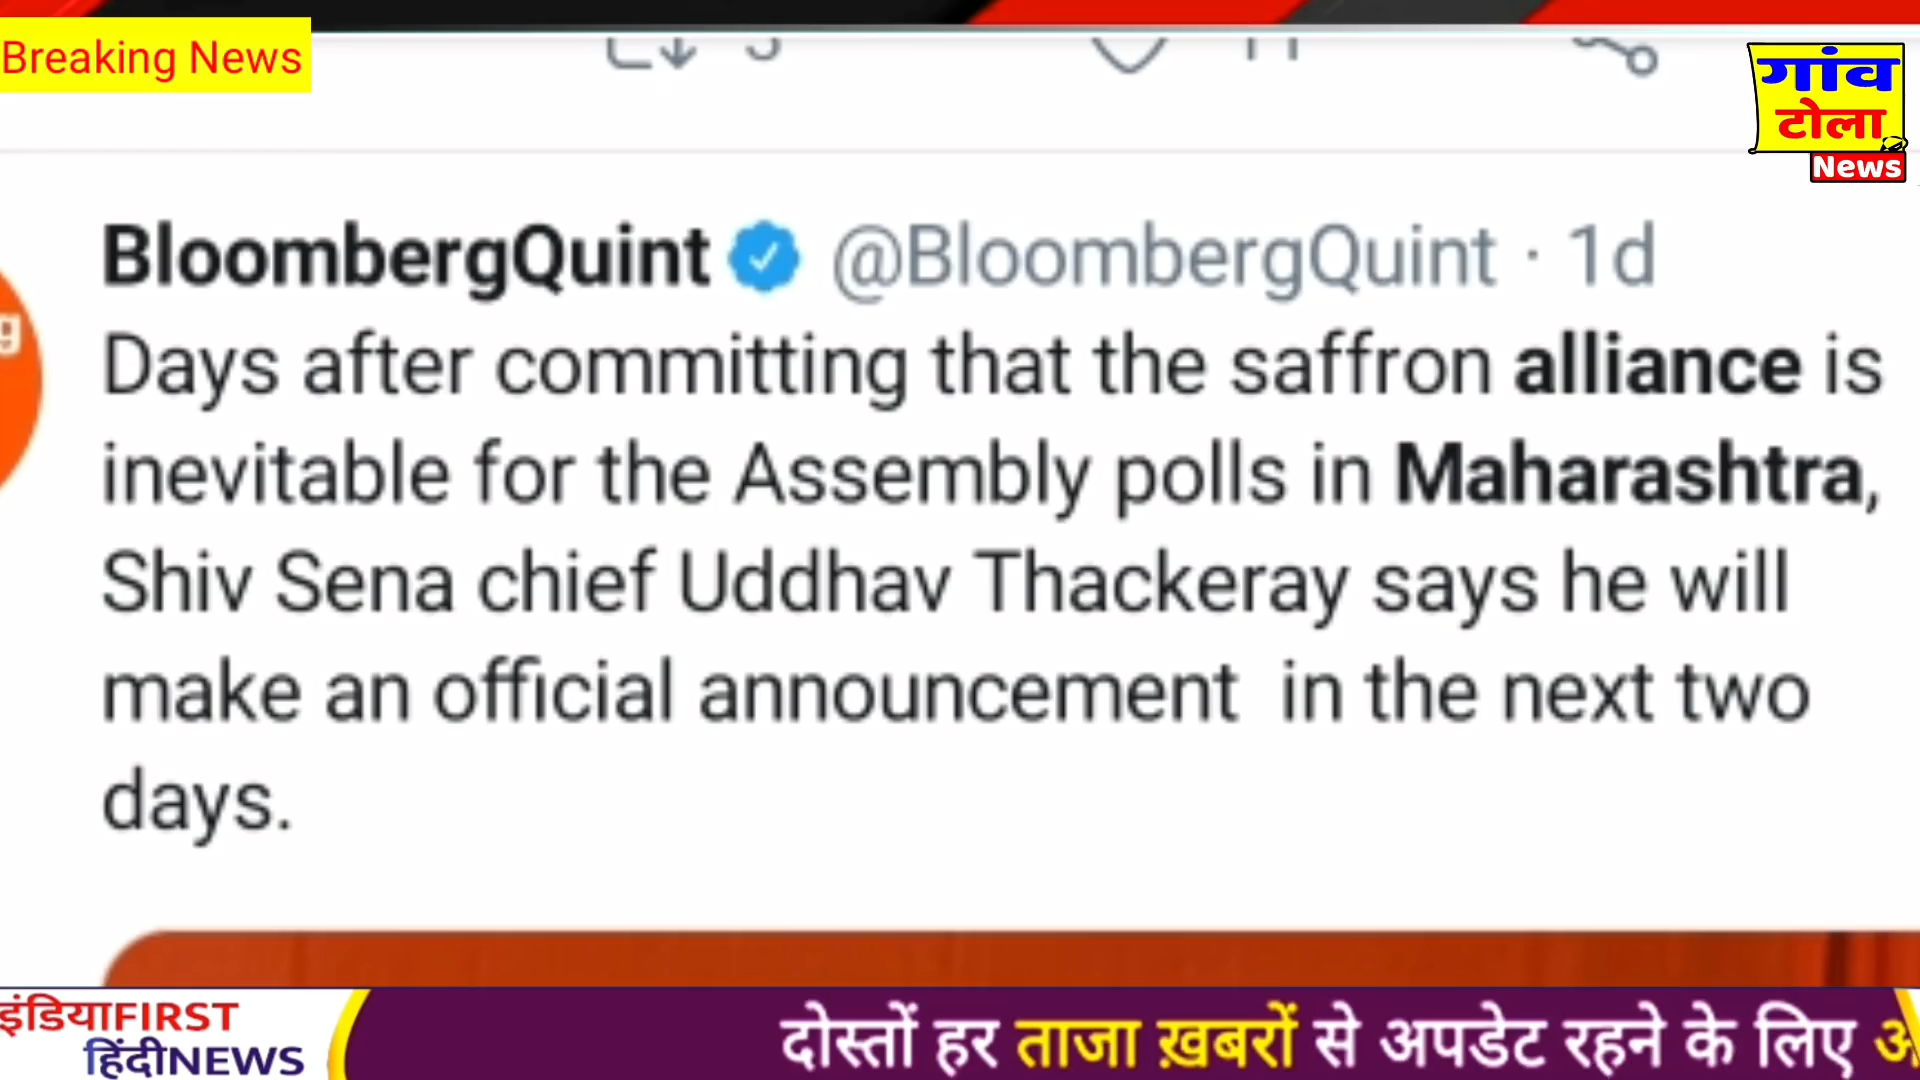 Breaking News
गांव
टोला
News
BloombergQuint @BloombergQuint · 1d
Days after committing that the saffron alliance is
inevitable for the Assembly polls in Maharashtra,
Shiv Sena chief Uddhav Thackeray says he will
make an official announcement in the next two
days.
इंडियाFIRST
हिंदीNEWS
दोस्तों हर ताजा ख़बरों से अपडेट रहने के लिए